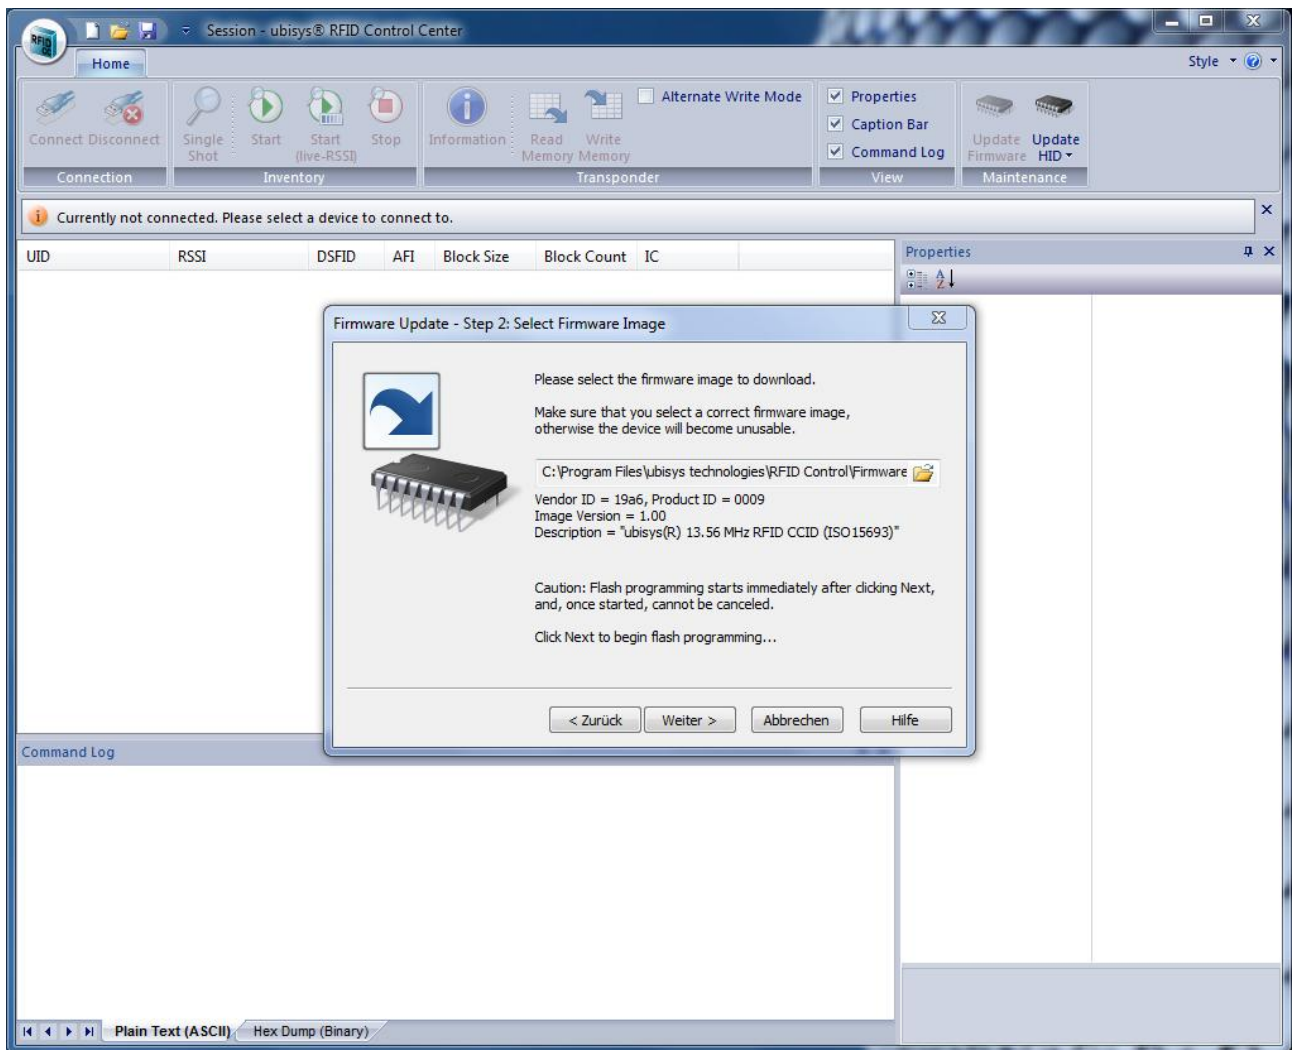 RFID
CC
Session - ubisys® RFID Control Center
Home
Style
Connect Disconnect
Single Shot
Start
Start (live-RSSI)
Stop
Information
Read Memory
Write Memory
Alternate Write Mode
Properties
Caption Bar
Command Log
Update Firmware
Update HID
Connection
Inventory
Transponder
View
Maintenance
Currently not connected. Please select a device to connect to.
UID RSSI DSFID AFI Block Size Block Count IC
Properties
Firmware Update - Step 2: Select Firmware Image
Please select the firmware image to download.
Make sure that you select a correct firmware image,
otherwise the device will become unusable.
C:\Program Files\ubisys technologies\RFID Control\Firmware
Vendor ID = 19a6, Product ID = 0009
Image Version = 1.00
Description = "ubisys(R) 13.56 MHz RFID CCID (ISO15693)"
Caution: Flash programming starts immediately after clicking Next,
and, once started, cannot be canceled.
Click Next to begin flash programming...
< Zurück Weiter > Abbrechen Hilfe
Command Log
Plain Text (ASCII) Hex Dump (Binary)